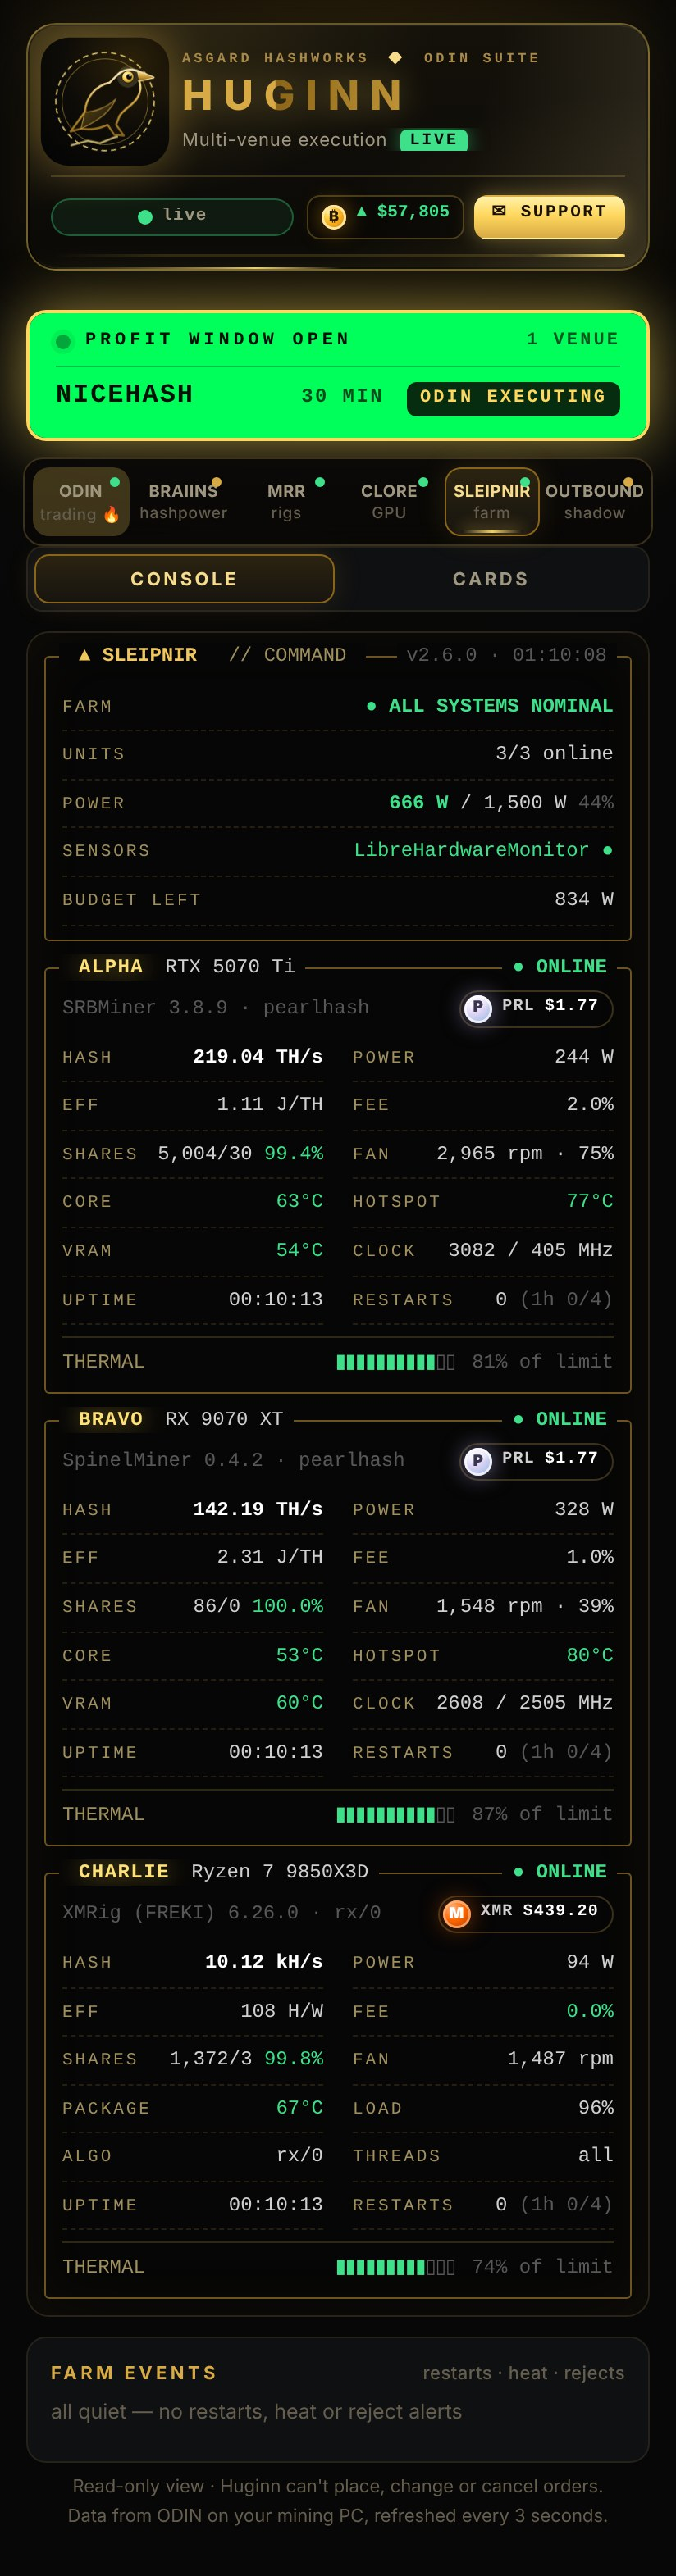 ASGARD HASHWORKS ◆ ODIN SUITE
HUGINN
Multi-venue execution LIVE
● live
₿ ▲ $57,805
✉ SUPPORT
PROFIT WINDOW OPEN 1 VENUE
NICEHASH 30 MIN ODIN EXECUTING
ODIN BRAIINS MRR CLORE SLEIPNIR OUTBOUND
trading 🔥 hashpower rigs GPU farm shadow
CONSOLE CARDS
▲ SLEIPNIR // COMMAND v2.6.0 · 01:10:08
FARM ● ALL SYSTEMS NOMINAL
UNITS 3/3 online
POWER 666 W / 1,500 W 44%
SENSORS LibreHardwareMonitor ●
BUDGET LEFT 834 W
ALPHA RTX 5070 Ti ● ONLINE
SRBMiner 3.8.9 · pearlhash P PRL $1.77
HASH 219.04 TH/s POWER 244 W
EFF 1.11 J/TH FEE 2.0%
SHARES 5,004/30 99.4% FAN 2,965 rpm · 75%
CORE 63°C HOTSPOT 77°C
VRAM 54°C CLOCK 3082 / 405 MHz
UPTIME 00:10:13 RESTARTS 0 (1h 0/4)
THERMAL ▮▮▮▮▮▮▮▮▮▮▯▯ 81% of limit
BRAVO RX 9070 XT ● ONLINE
SpinelMiner 0.4.2 · pearlhash P PRL $1.77
HASH 142.19 TH/s POWER 328 W
EFF 2.31 J/TH FEE 1.0%
SHARES 86/0 100.0% FAN 1,548 rpm · 39%
CORE 53°C HOTSPOT 80°C
VRAM 60°C CLOCK 2608 / 2505 MHz
UPTIME 00:10:13 RESTARTS 0 (1h 0/4)
THERMAL ▮▮▮▮▮▮▮▮▮▮▯▯ 87% of limit
CHARLIE Ryzen 7 9850X3D ● ONLINE
XMRig (FREKI) 6.26.0 · rx/0 M XMR $439.20
HASH 10.12 kH/s POWER 94 W
EFF 108 H/W FEE 0.0%
SHARES 1,372/3 99.8% FAN 1,487 rpm
PACKAGE 67°C LOAD 96%
ALGO rx/0 THREADS all
UPTIME 00:10:13 RESTARTS 0 (1h 0/4)
THERMAL ▮▮▮▮▮▮▮▮▮▯▯▯ 74% of limit
FARM EVENTS restarts · heat · rejects
all quiet — no restarts, heat or reject alerts
Read-only view · Huginn can't place, change or cancel orders.
Data from ODIN on your mining PC, refreshed every 3 seconds.